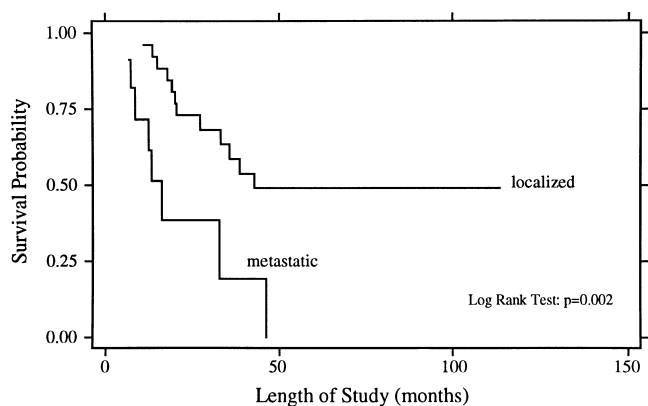 1.00
0.75
0.50
0.25
0.00
Survival Probability
localized
metastatic
Log Rank Test: p=0.002
0
50
100
150
Length of Study (months)